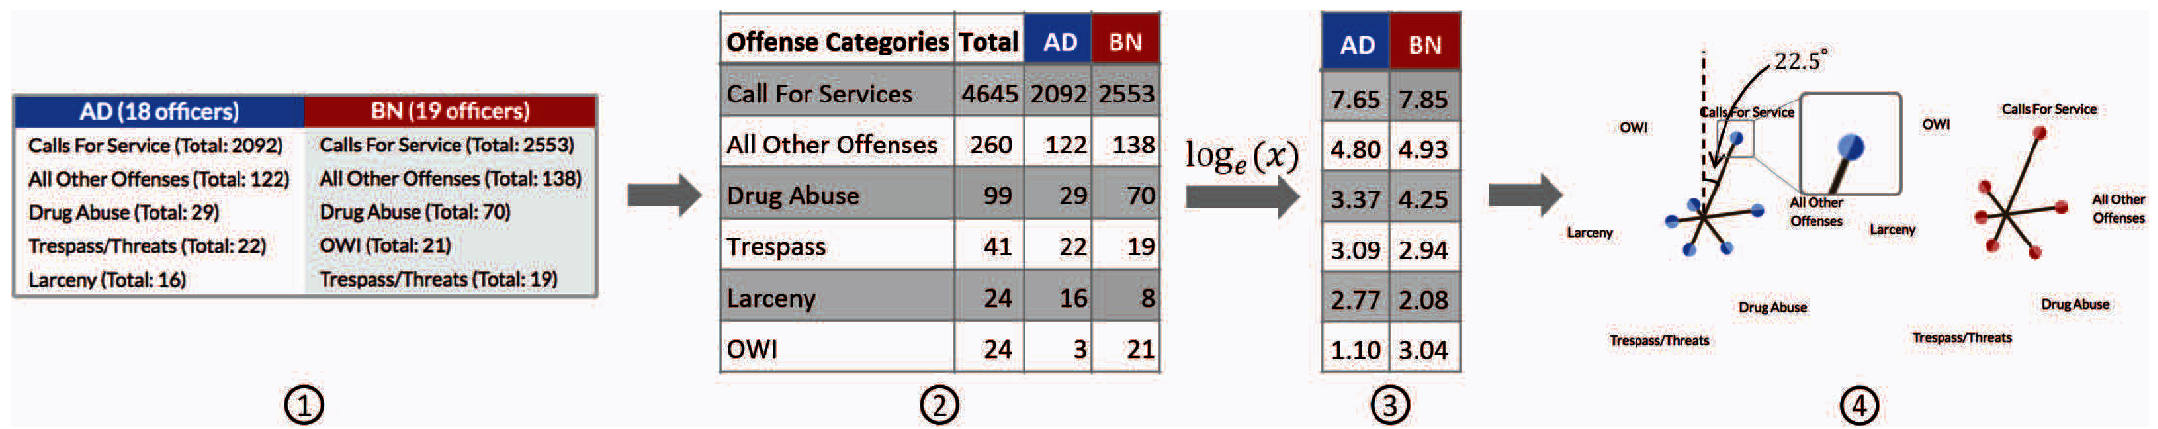 AD (18 officers) BN (19 officers)
Calls For Service (Total: 2092) Calls For Service (Total: 2553)
All Other Offenses (Total: 122) All Other Offenses (Total: 138)
Drug Abuse (Total: 29) Drug Abuse (Total: 70)
Trespass/Threats (Total: 22) OWI (Total: 21)
Larceny (Total: 16) Trespass/Threats (Total: 19)
①
Offense Categories Total AD BN
Call For Services 4645 2092 2553
All Other Offenses 260 122 138
Drug Abuse 99 29 70
Trespass 41 22 19
Larceny 24 16 8
OWI 24 3 21
②
logₑ(x)
AD BN
7.65 7.85
4.80 4.93
3.37 4.25
3.09 2.94
2.77 2.08
1.10 3.04
③
22.5°
Calls For Service
OWI
All Other
Offenses
Larceny
Drug Abuse
Trespass/Threats
Calls For Service
OWI
All Other
Offenses
Larceny
Drug Abuse
Trespass/Threats
④